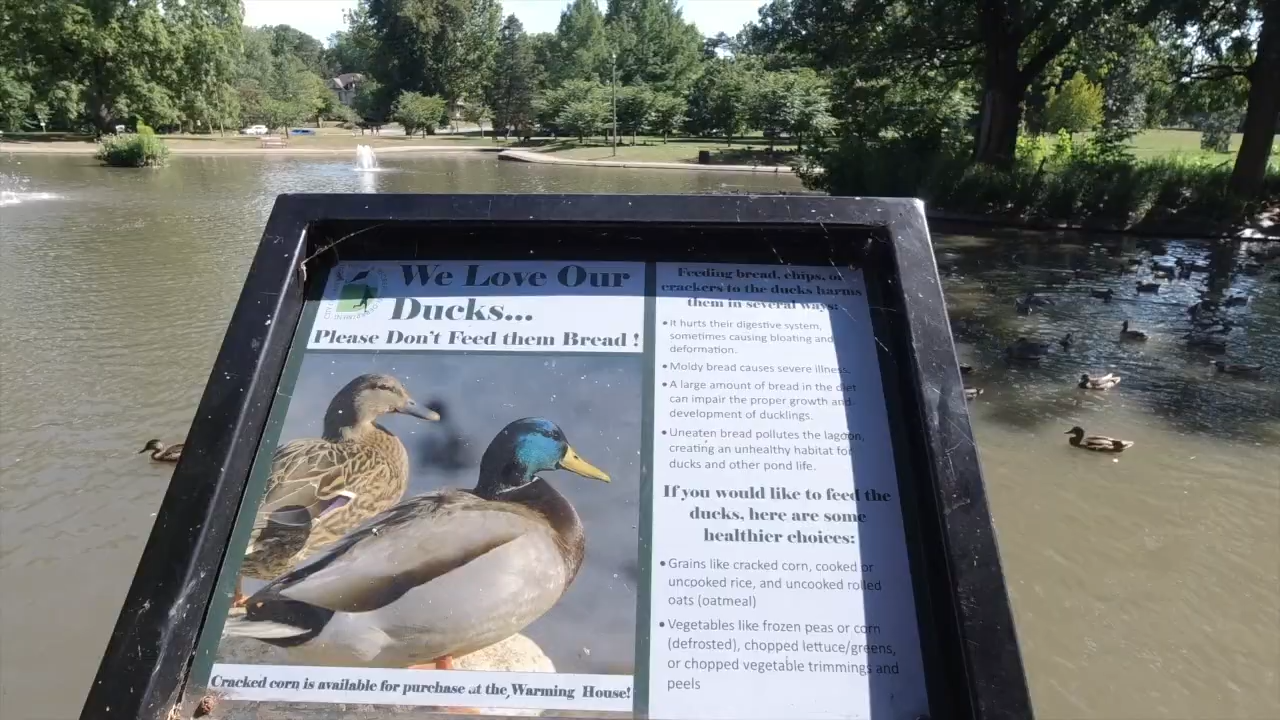 We Love Our
Ducks...
Please Don't Feed them Bread !
Cracked corn is available for purchase at the Warming House!
Feeding bread, chips, or
crackers to the ducks harms
them in several ways:
• It hurts their digestive system,
sometimes causing bloating and
deformation.
• Moldy bread causes severe illness.
• A large amount of bread in the diet
can impair the proper growth and
development of ducklings.
• Uneaten bread pollutes the lagoon,
creating an unhealthy habitat for
ducks and other pond life.
If you would like to feed the
ducks, here are some
healthier choices:
• Grains like cracked corn, cooked or
uncooked rice, and uncooked rolled
oats (oatmeal)
• Vegetables like frozen peas or corn
(defrosted), chopped lettuce/greens,
or chopped vegetable trimmings and
peels